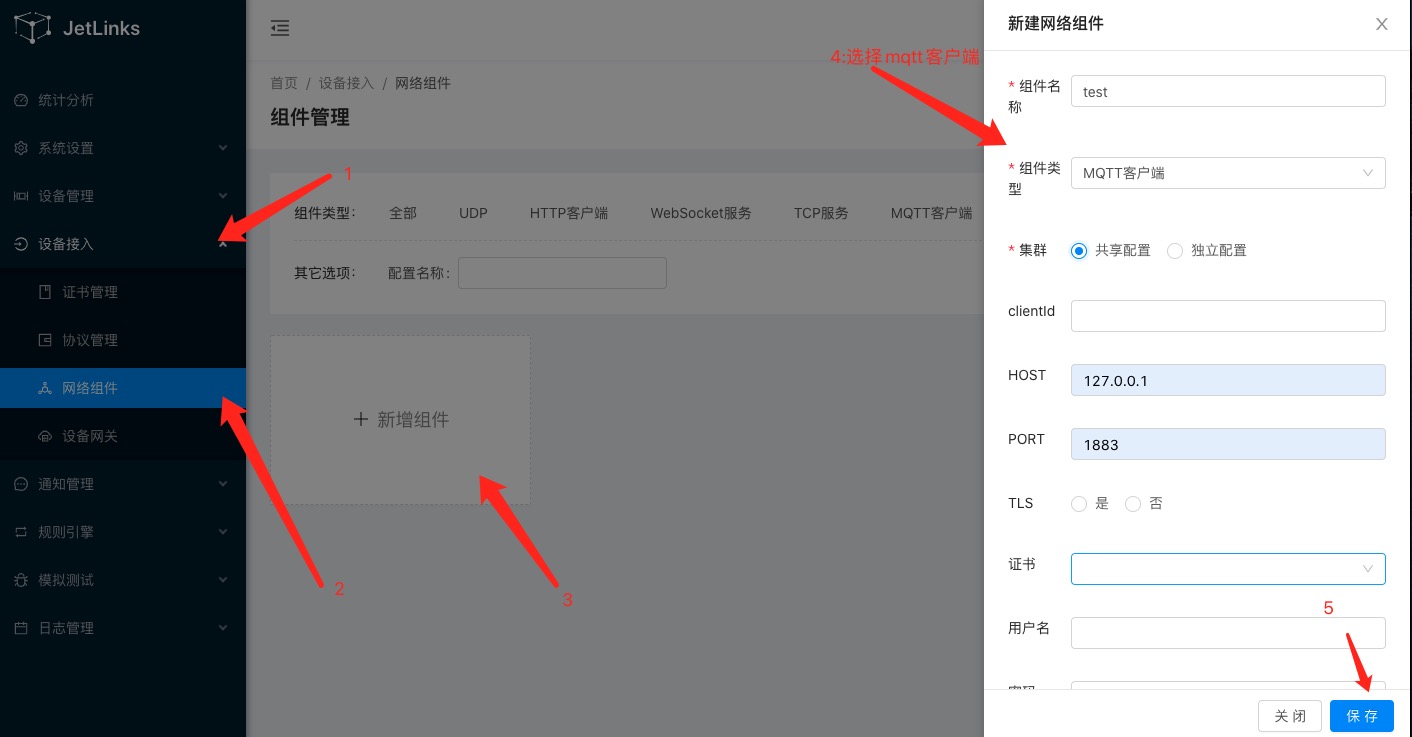 JetLinks
统计分析
系统设置
设备管理
设备接入
证书管理
协议管理
网络组件
设备网关
通知管理
规则引擎
模拟测试
日志管理
首页 / 设备接入 / 网络组件
组件管理
组件类型: 全部 UDP HTTP客户端 WebSocket服务 TCP服务 MQTT客户端
其它选项: 配置名称:
+ 新增组件
1
2
3
4:选择mqtt客户端
新建网络组件
* 组件名
称
test
* 组件类
型
MQTT客户端
* 集群 共享配置 独立配置
clientId
HOST 127.0.0.1
PORT 1883
TLS 是 否
证书
5
用户名
关 闭 保 存